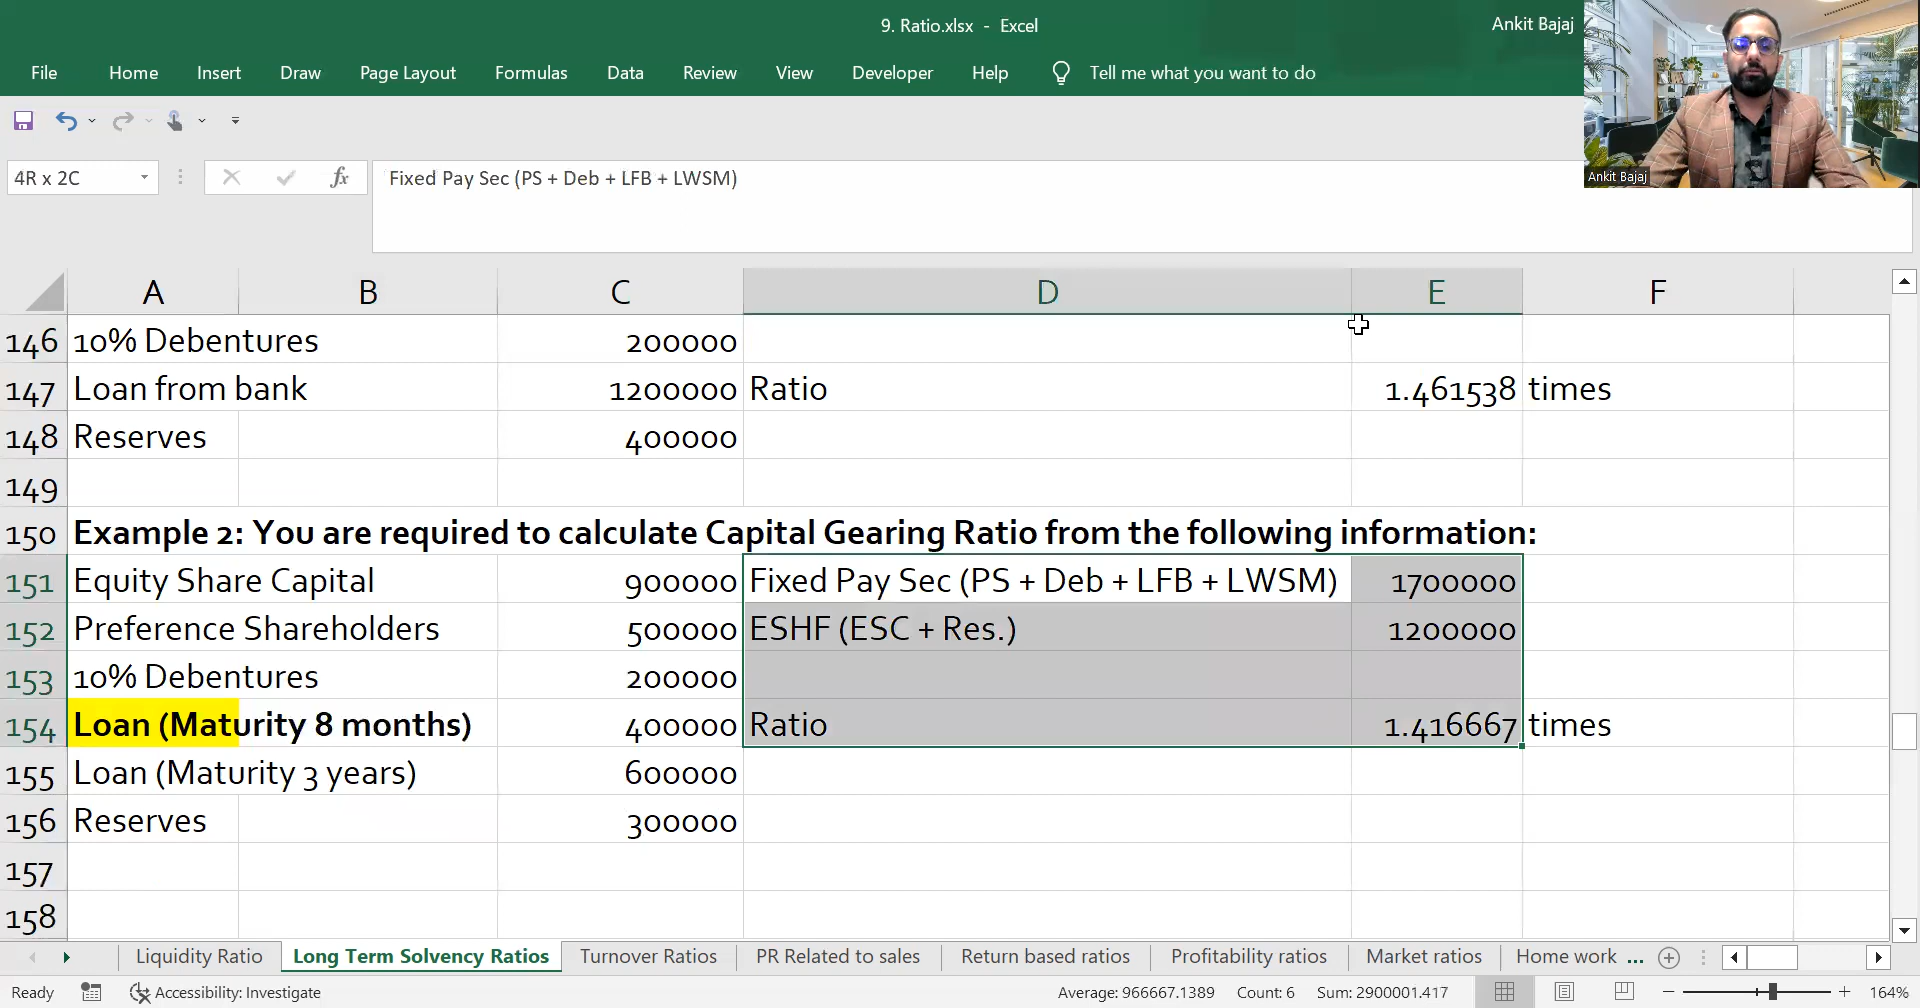 9. Ratio.xlsx - Excel
Ankit Bajaj
File Home Insert Draw Page Layout Formulas Data Review View Developer Help Tell me what you want to do
Ankit Bajaj
4R x 2C fx Fixed Pay Sec (PS + Deb + LFB + LWSM)
A B C D E F
146 10% Debentures 200000
147 Loan from bank 1200000 Ratio 1.461538 times
148 Reserves 400000
149
150 Example 2: You are required to calculate Capital Gearing Ratio from the following information:
151 Equity Share Capital 900000 Fixed Pay Sec (PS + Deb + LFB + LWSM) 1700000
152 Preference Shareholders 500000 ESHF (ESC + Res.) 1200000
153 10% Debentures 200000
154 Loan (Maturity 8 months) 400000 Ratio 1.416667 times
155 Loan (Maturity 3 years) 600000
156 Reserves 300000
157
158
Liquidity Ratio Long Term Solvency Ratios Turnover Ratios PR Related to sales Return based ratios Profitability ratios Market ratios Home work ...
Ready Accessibility: Investigate Average: 966667.1389 Count: 6 Sum: 2900001.417 164%